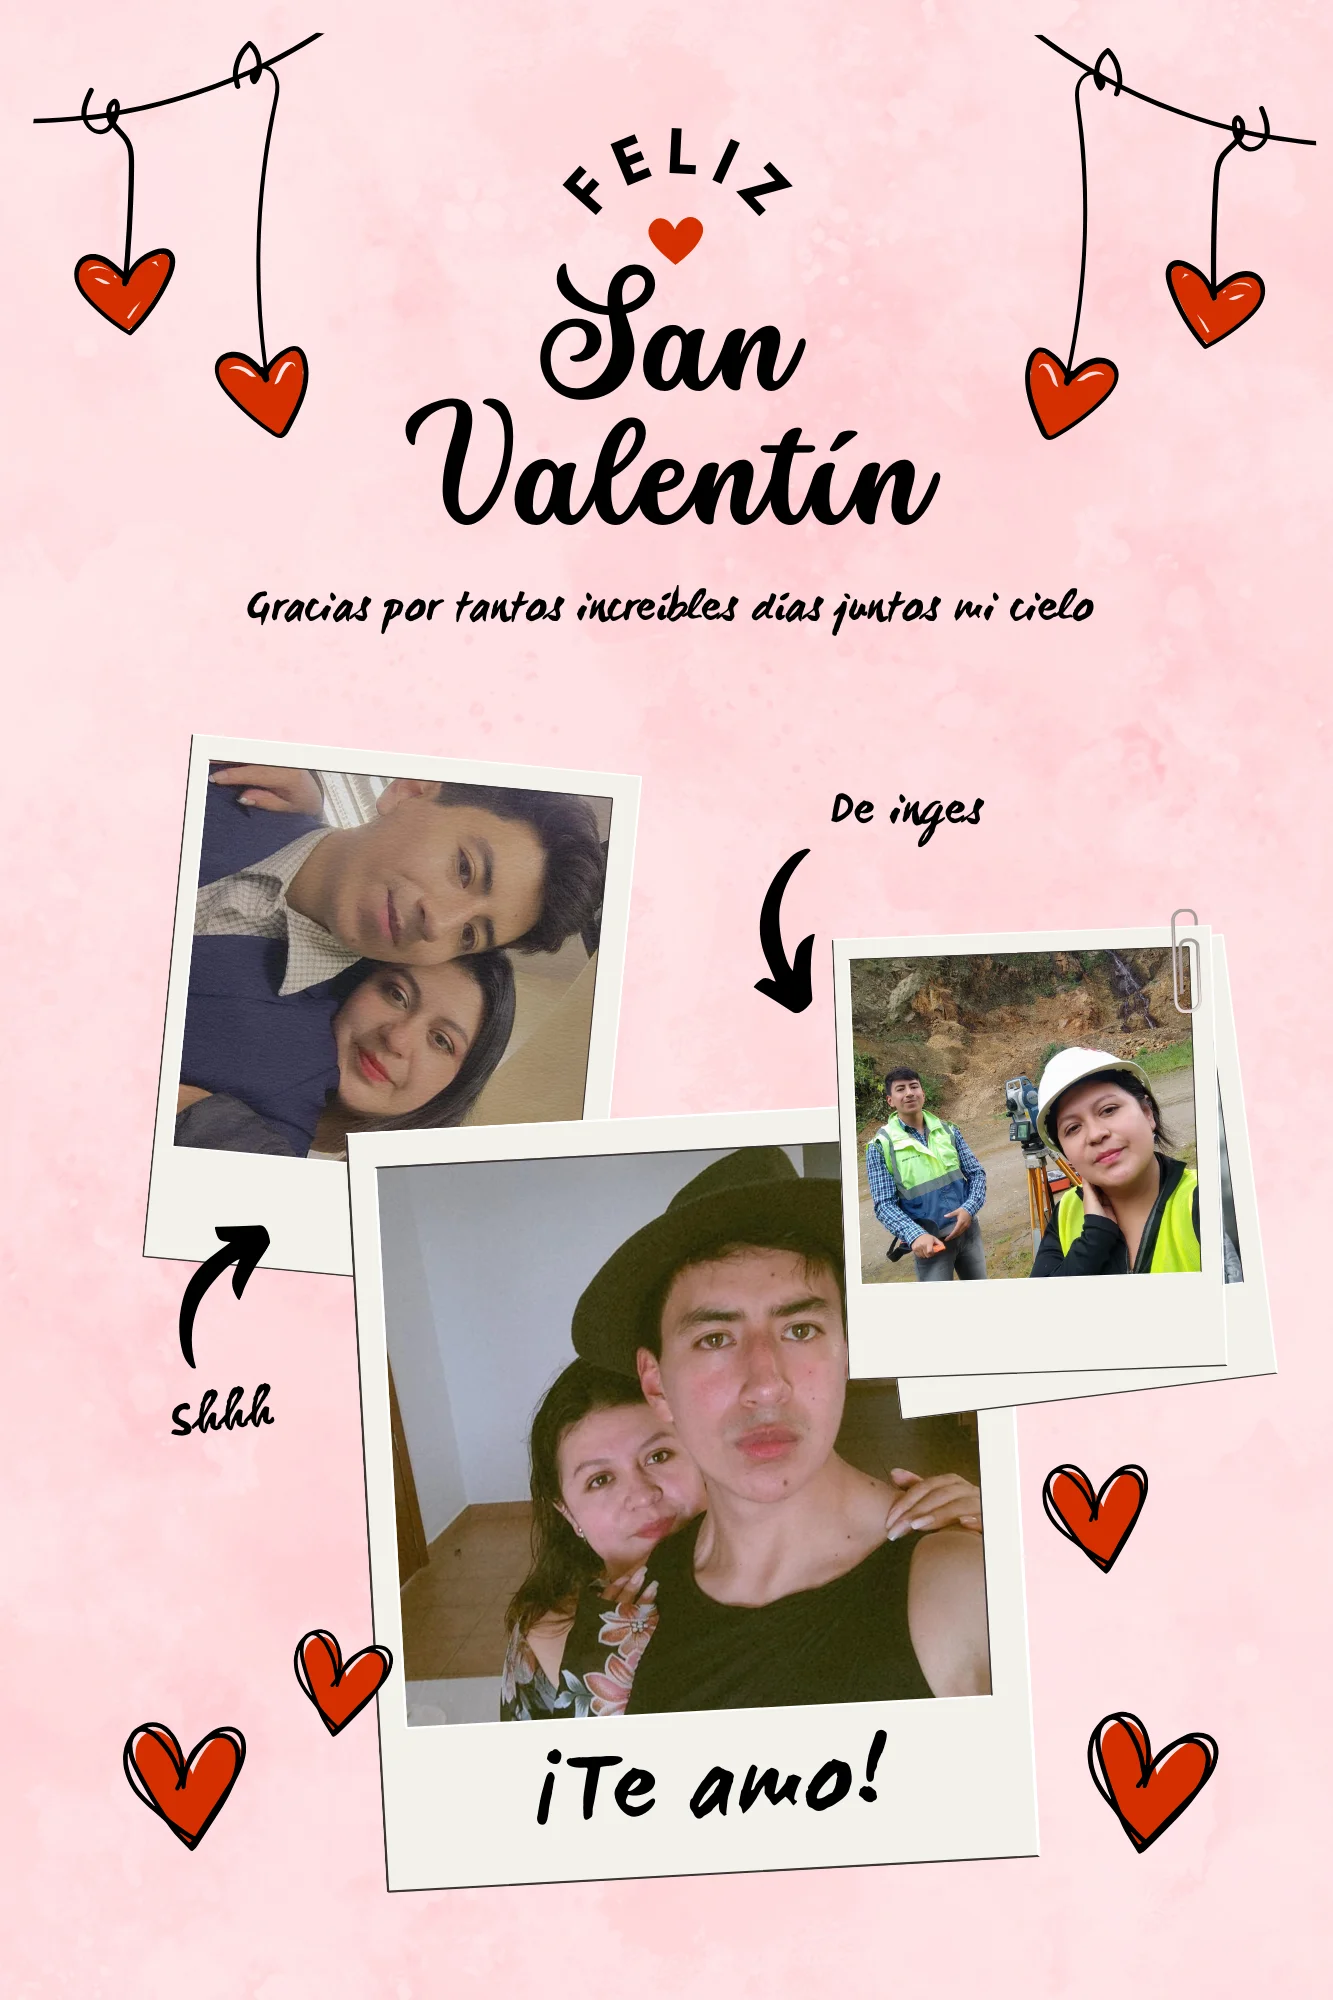 FELIZ
San
Valentín
Gracias por tantos increíbles días juntos mi cielo
De inges
shhh
¡Te amo!